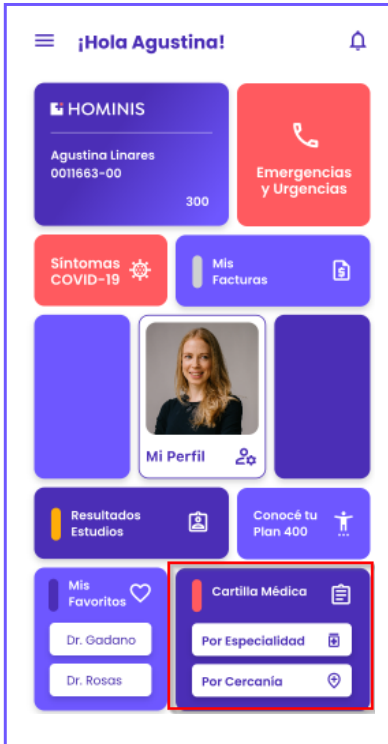 ¡Hola Agustina!
HOMINIS
Agustina Linares
0011663-00
300
Emergencias
y Urgencias
Síntomas
COVID-19
Mis
Facturas
Mi Perfil
Resultados
Estudios
Conocé tu
Plan 400
Mis
Favoritos
Dr. Gadano
Dr. Rosas
Cartilla Médica
Por Especialidad
Por Cercanía